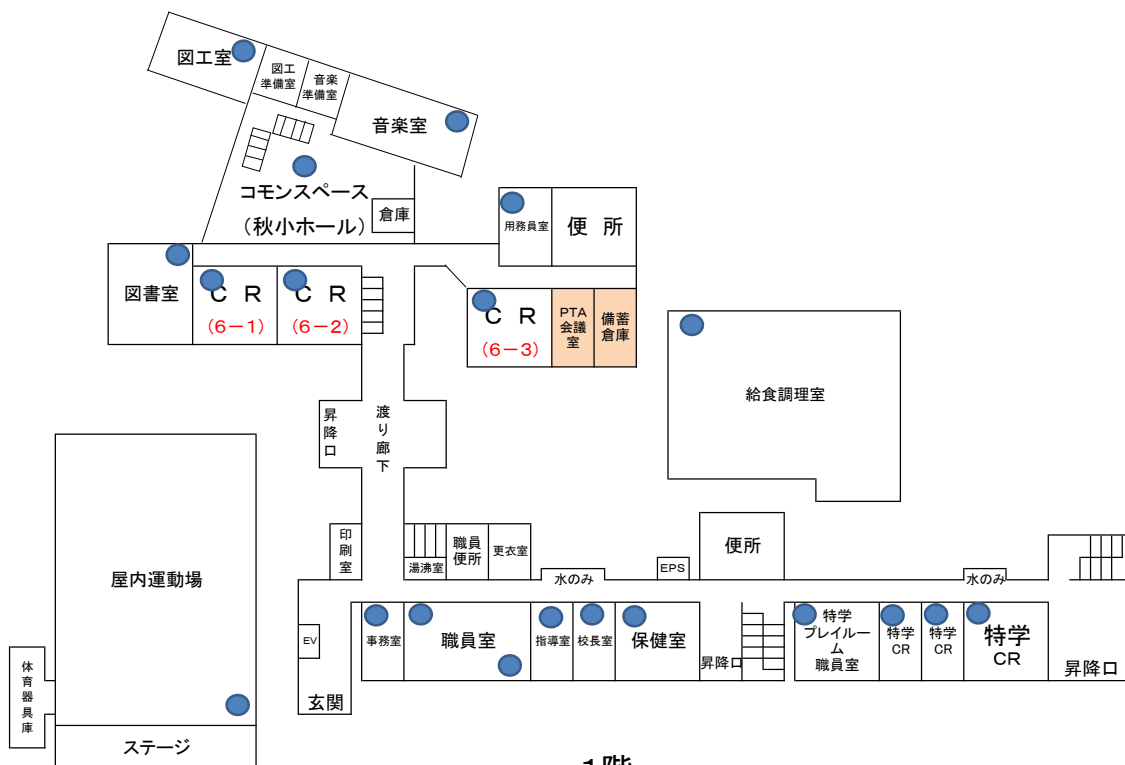 図工室
図工
準備室
音楽
準備室
音楽室
コモンスペース
（秋小ホール）
倉庫
用務員室
便 所
図書室
C R
（6－1）
C R
（6－2）
C R
（6－3）
PTA
会議
室
備蓄
倉庫
給食調理室
昇降口
渡り廊下
屋内運動場
印刷室
湯沸室
職員
便所
更衣室
水のみ
EPS
便所
水のみ
EV
事務室
職員室
指導室
校長室
保健室
昇降口
特学
プレイルー
ム
職員室
特学
CR
特学
CR
特学
CR
昇降口
体育器具庫
玄関
ステージ
1階